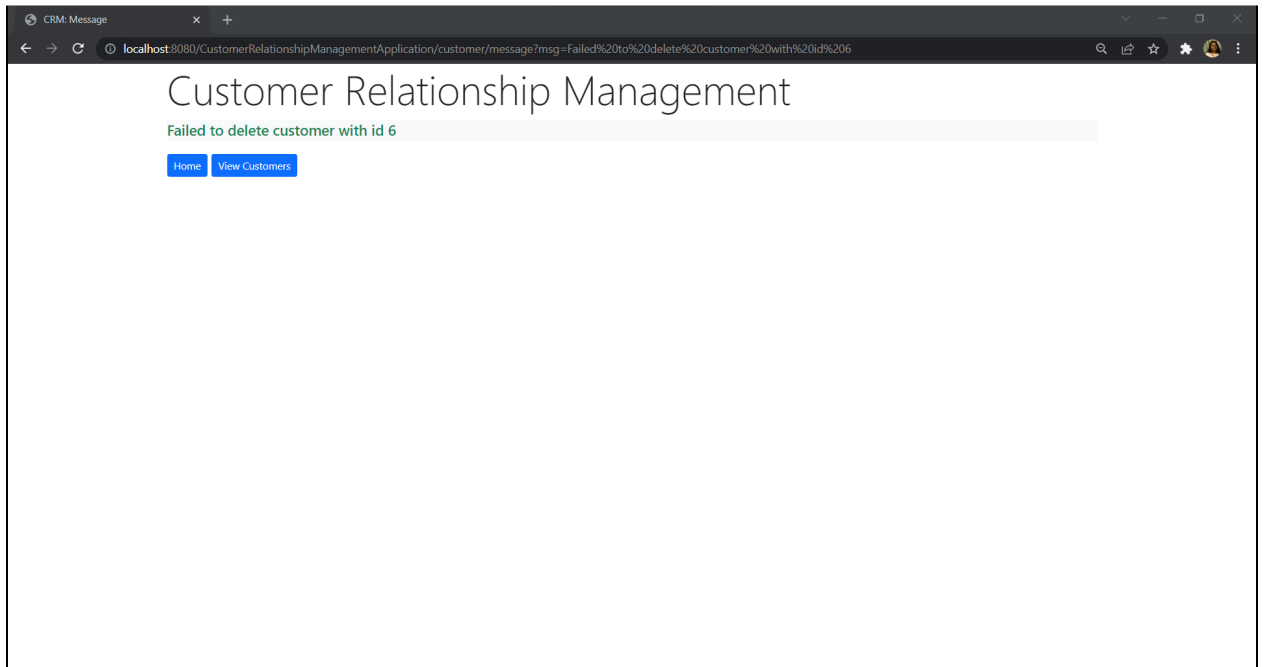 CRM: Message
localhost:8080/CustomerRelationshipManagementApplication/customer/message?msg=Failed%20to%20delete%20customer%20with%20id%206
Customer Relationship Management
Failed to delete customer with id 6
Home View Customers